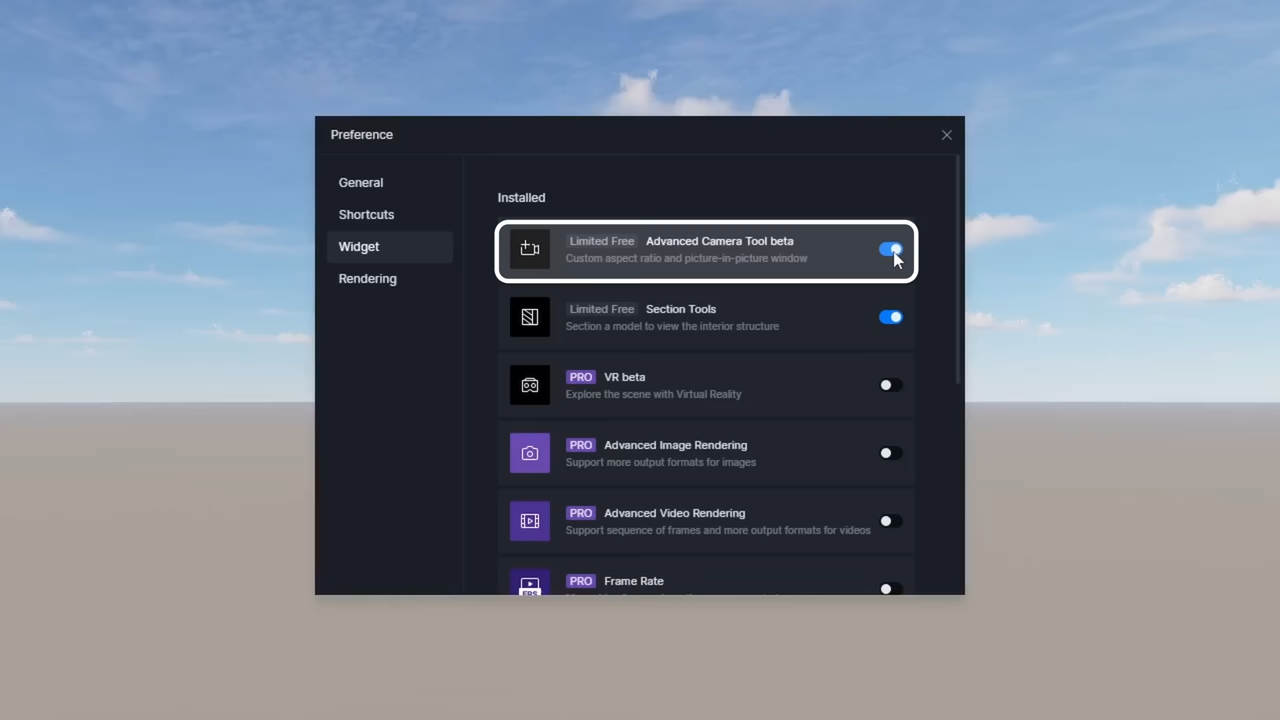 Preference
General
Shortcuts
Widget
Rendering
Installed
Limited Free Advanced Camera Tool beta
Custom aspect ratio and picture-in-picture window
Limited Free Section Tools
Section a model to view the interior structure
PRO VR beta
Explore the scene with Virtual Reality
PRO Advanced Image Rendering
Support more output formats for images
PRO Advanced Video Rendering
Support sequence of frames and more output formats for videos
PRO Frame Rate